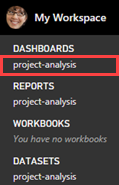 My Workspace
DASHBOARDS
project-analysis
REPORTS
project-analysis
WORKBOOKS
You have no workbooks
DATASETS
project-analysis